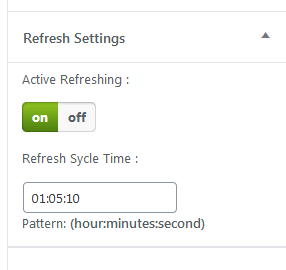 Refresh Settings
Active Refreshing :
on off
Refresh Sycle Time :
01:05:10
Pattern: (hour:minutes:second)